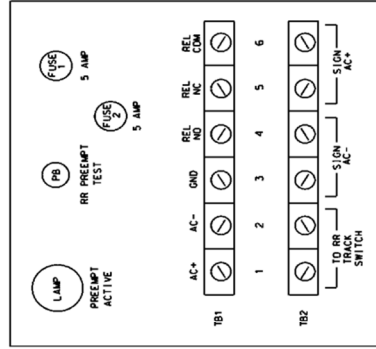 LAMP
PREEMPT
ACTIVE
PB
RR PREEMPT
TEST
FUSE
1
5 AMP
FUSE
2
5 AMP
AC+
AC-
GND
REL
NO
REL
NC
REL
COM
TB1
1 2 3 4 5 6
TB2
TO RR
TRACK
SWITCH
SIGN
AC-
SIGN
AC+